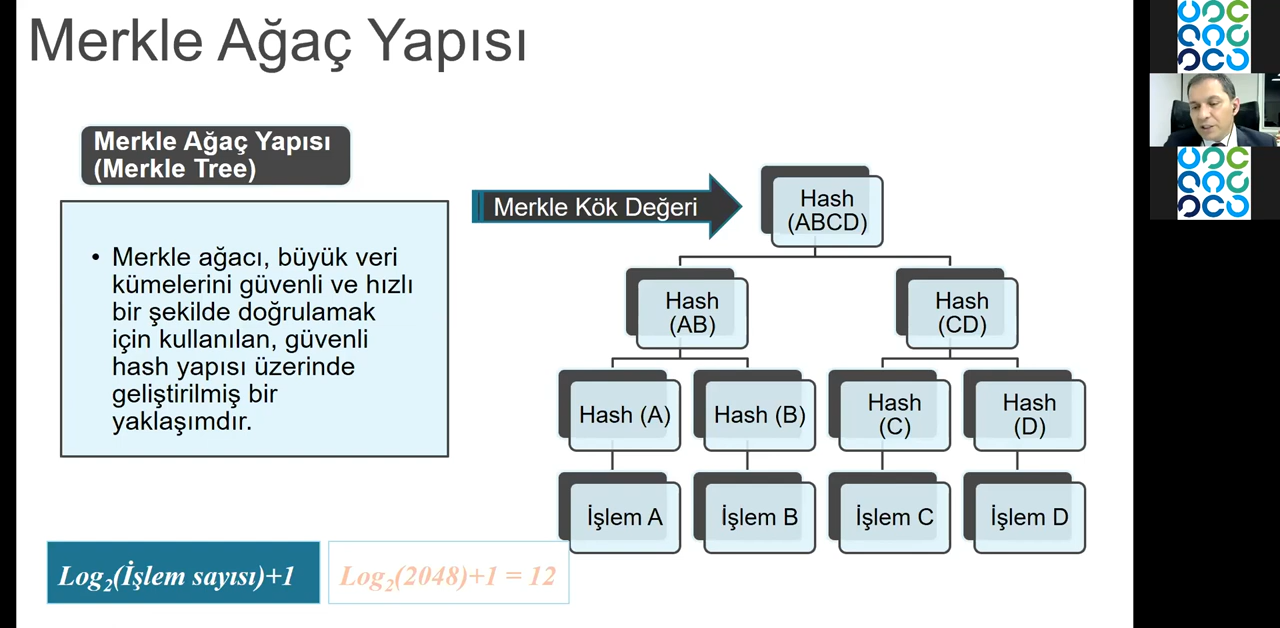 Merkle Ağaç Yapısı
Merkle Ağaç Yapısı
(Merkle Tree)
• Merkle ağacı, büyük veri
kümelerini güvenli ve hızlı
bir şekilde doğrulamak
için kullanılan, güvenli
hash yapısı üzerinde
geliştirilmiş bir
yaklaşımdır.
Merkle Kök Değeri
Hash
(ABCD)
Hash
(AB)
Hash
(CD)
Hash (A)
Hash (B)
Hash
(C)
Hash
(D)
İşlem A
İşlem B
İşlem C
İşlem D
Log₂(İşlem sayısı)+1
Log₂(2048)+1 = 12